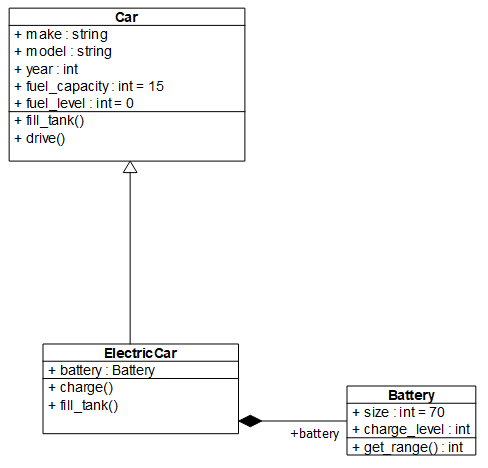 Car
+ make : string
+ model : string
+ year : int
+ fuel_capacity : int = 15
+ fuel_level : int = 0
+ fill_tank()
+ drive()
ElectricCar
+ battery : Battery
+ charge()
+ fill_tank()
+battery
Battery
+ size : int = 70
+ charge_level : int
+ get_range() : int